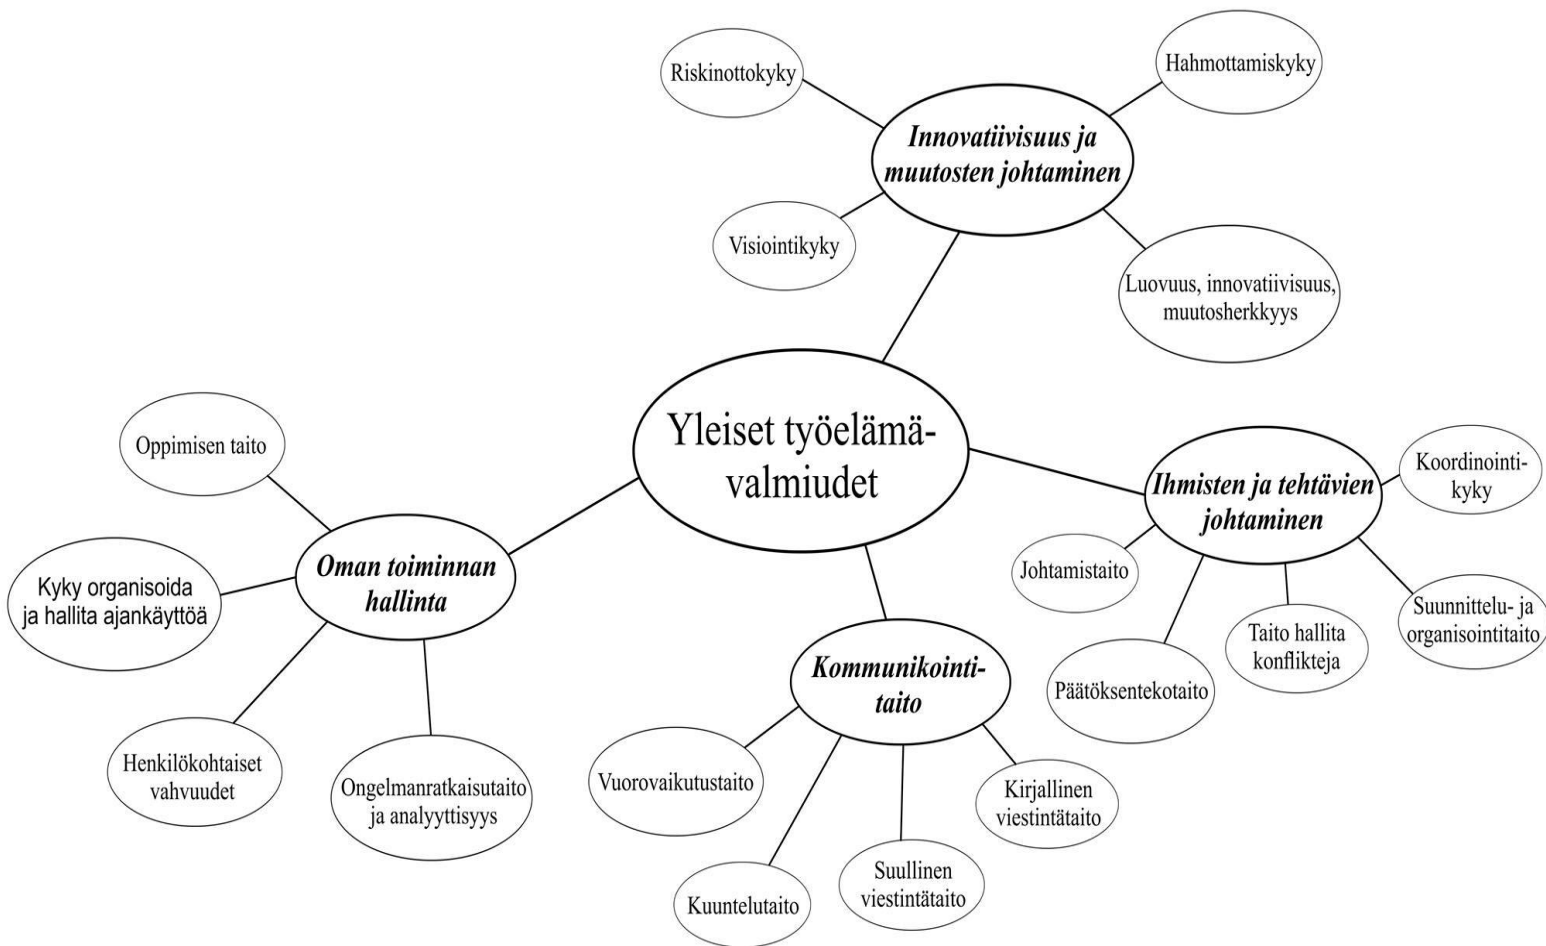 Yleiset työelämä-
valmiudet
Innovatiivisuus ja
muutosten johtaminen
Riskinottokyky
Hahmottamiskyky
Visiointikyky
Luovuus, innovatiivisuus,
muutosherkkyys
Ihmisten ja tehtävien
johtaminen
Koordinointi-
kyky
Johtamistaito
Päätöksentekotaito
Taito hallita
konflikteja
Suunnittelu- ja
organisointitaito
Kommunikointi-
taito
Vuorovaikutustaito
Kuuntelutaito
Suullinen
viestintätaito
Kirjallinen
viestintätaito
Oman toiminnan
hallinta
Oppimisen taito
Kyky organisoida
ja hallita ajankäyttöä
Henkilökohtaiset
vahvuudet
Ongelmanratkaisutaito
ja analyyttisyys